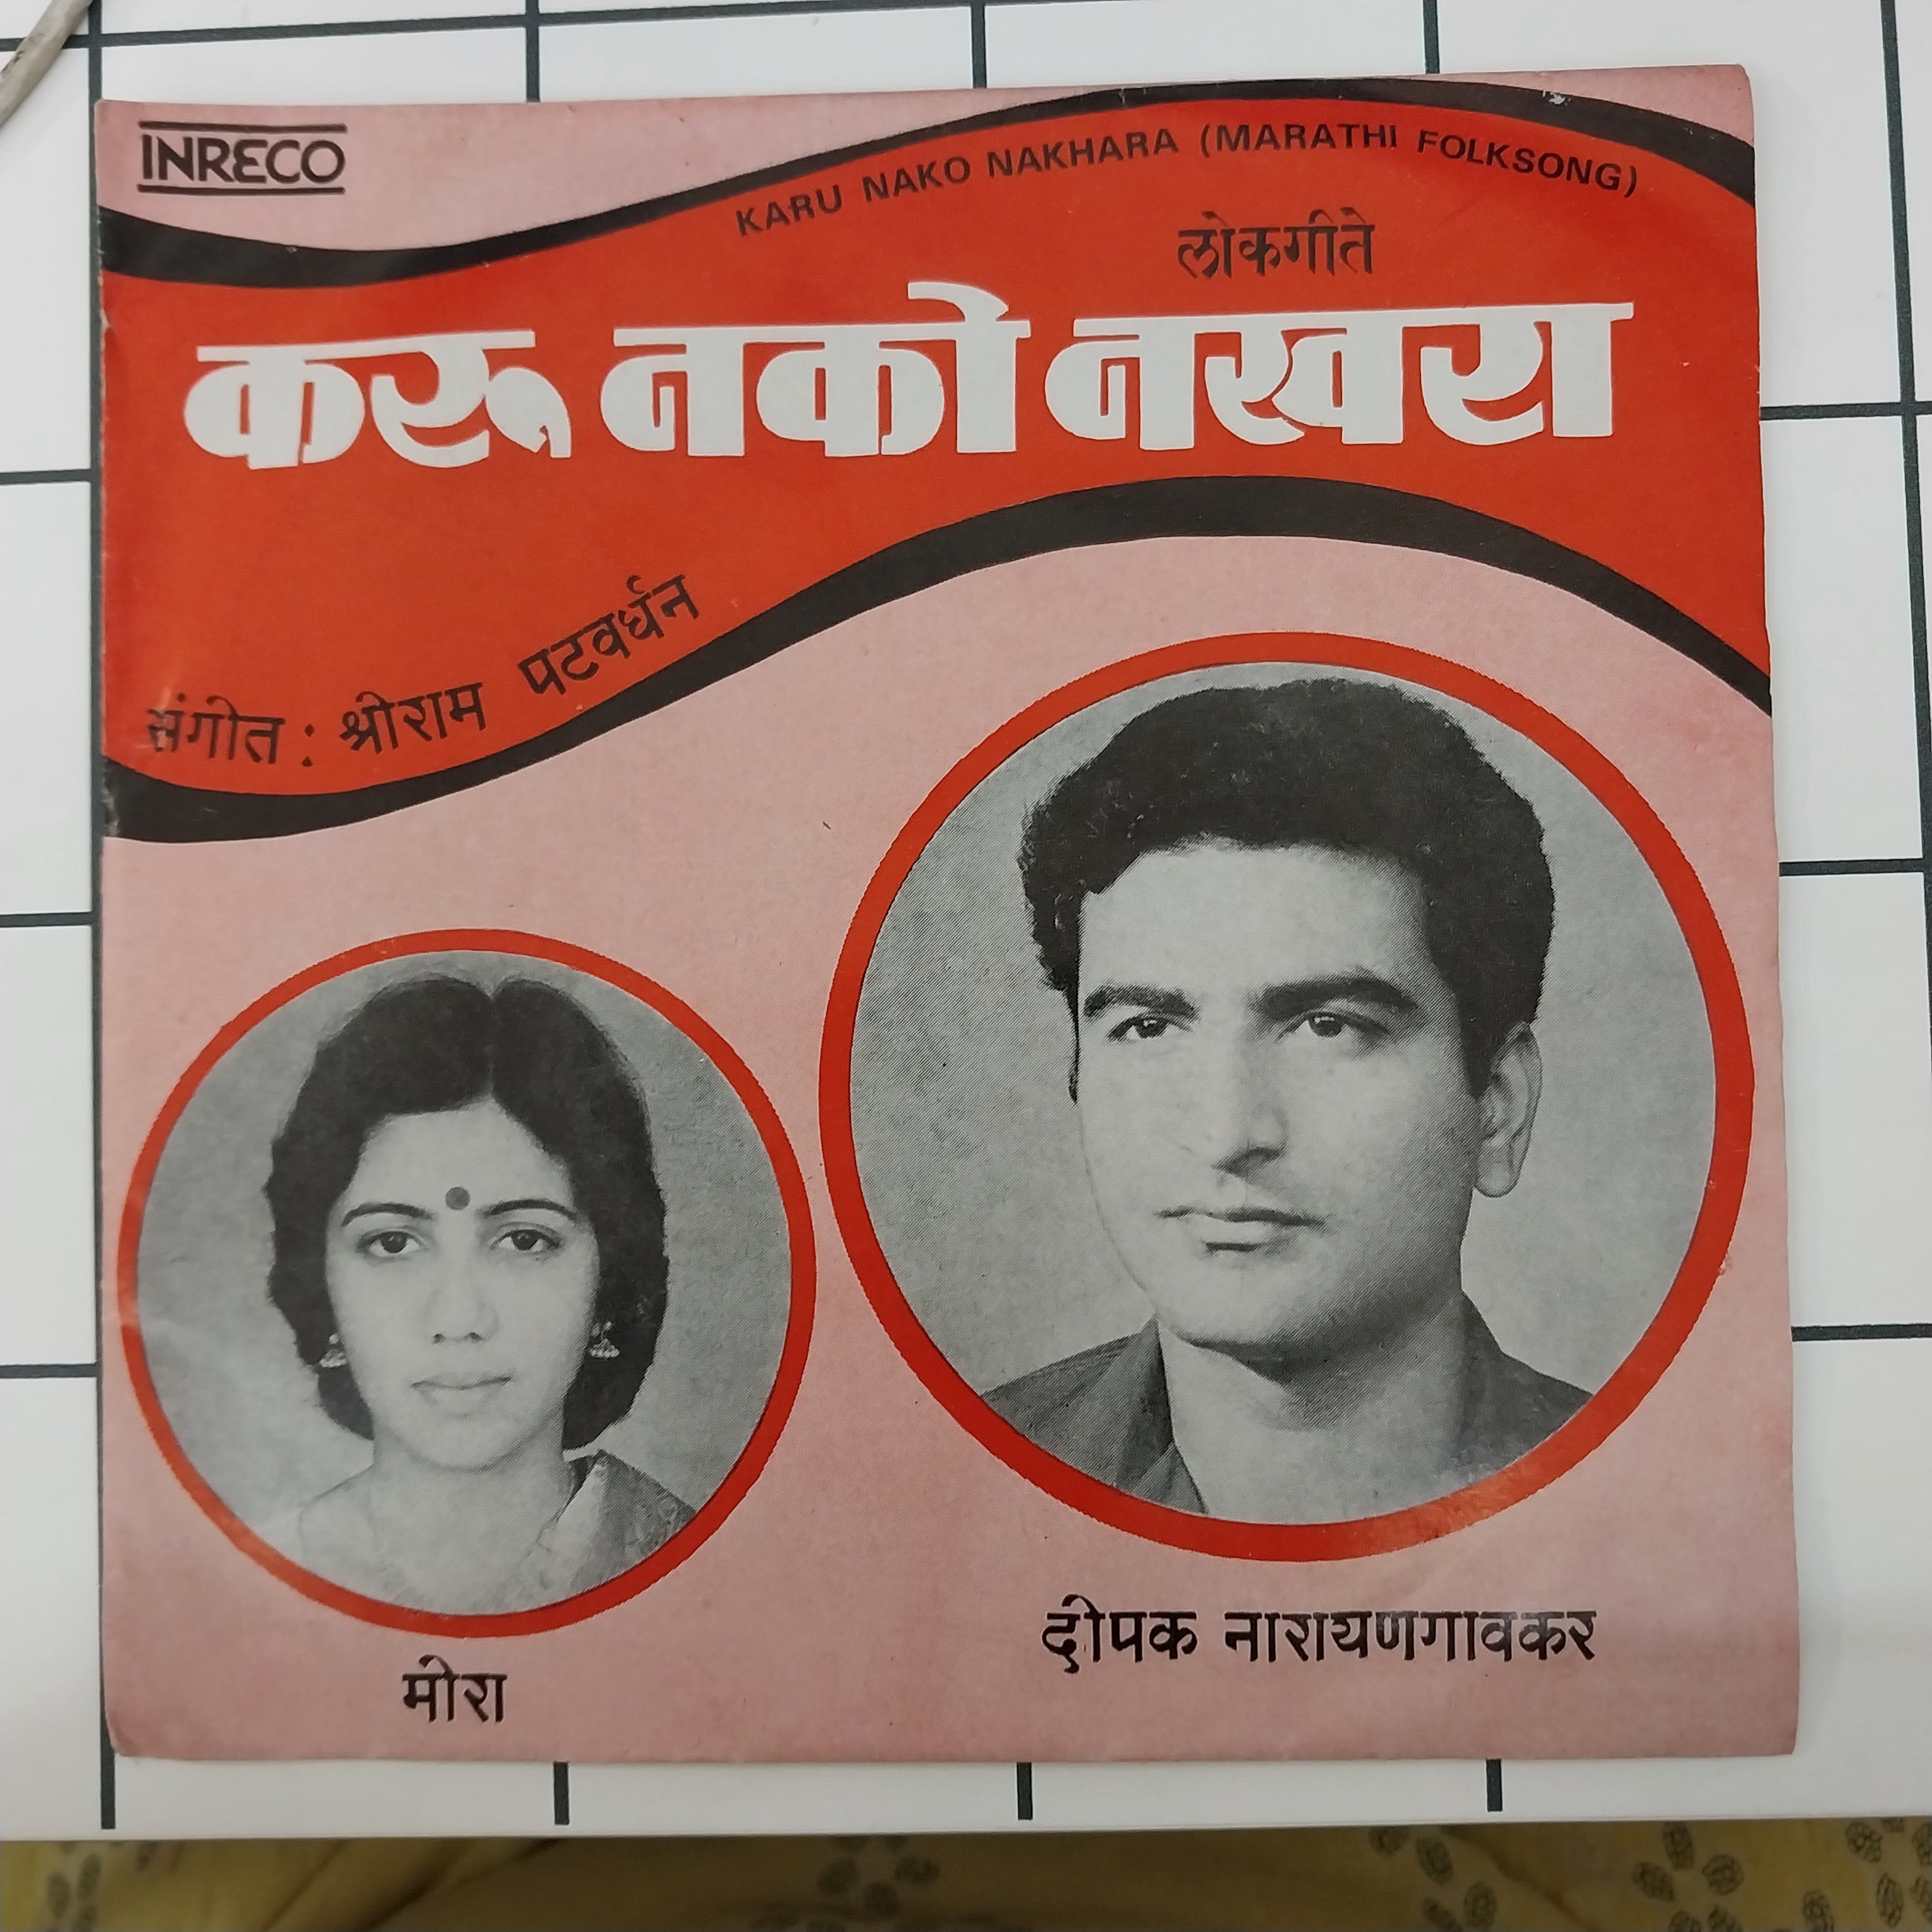 INRECO
KARU NAKO NAKHARA (MARATHI FOLKSONG)
लोकगीते
करू नको नखरा
संगीत : श्रीराम पटवर्धन
मीरा
दीपक नारायणगावकर